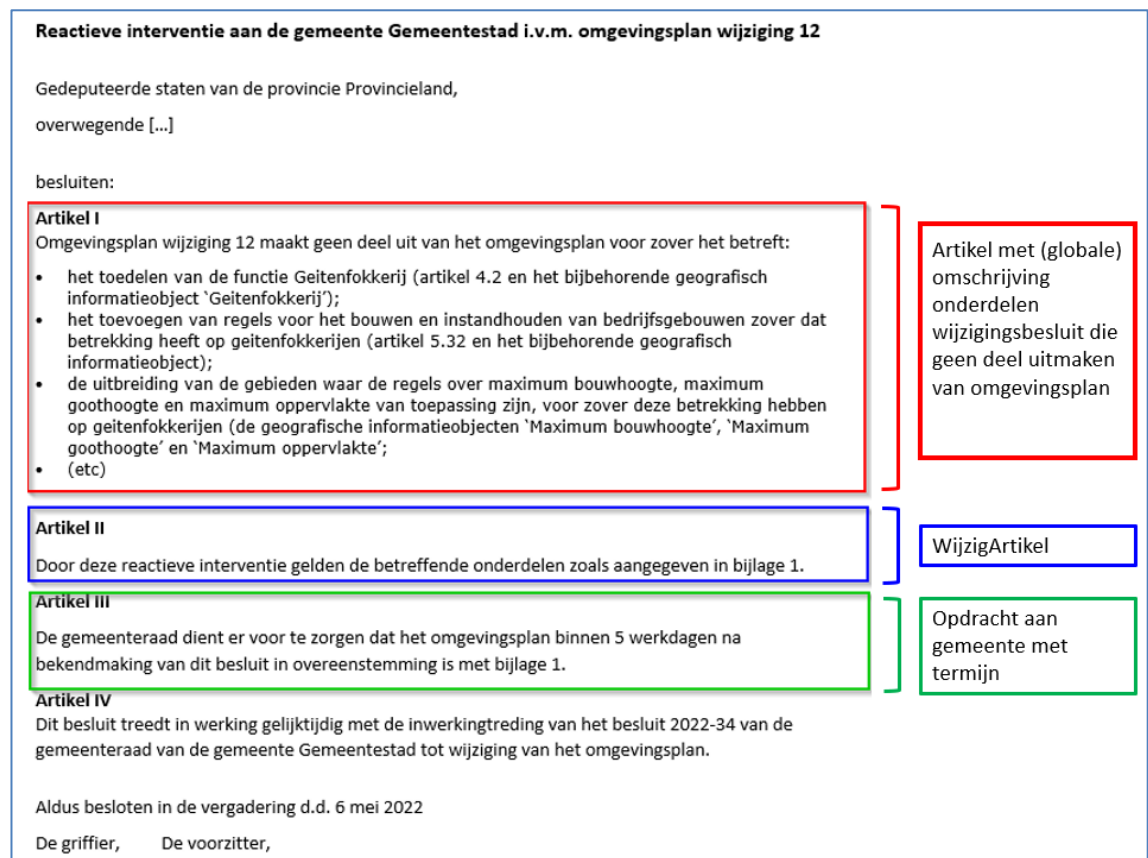 Reactieve interventie aan de gemeente Gemeentestad i.v.m. omgevingsplan wijziging 12
Gedeputeerde staten van de provincie Provincieland,
overwegende […]
besluiten:
Artikel I
Omgevingsplan wijziging 12 maakt geen deel uit van het omgevingsplan voor zover het betreft:
• het toedelen van de functie Geitenfokkerij (artikel 4.2 en het bijbehorende geografisch
informatieobject ‘Geitenfokkerij’);
• het toevoegen van regels voor het bouwen en instandhouden van bedrijfsgebouwen zover dat
betrekking heeft op geitenfokkerijen (artikel 5.32 en het bijbehorende geografisch
informatieobject);
• de uitbreiding van de gebieden waar de regels over maximum bouwhoogte, maximum
goothoogte en maximum oppervlakte van toepassing zijn, voor zover deze betrekking hebben
op geitenfokkerijen (de geografische informatieobjecten ‘Maximum bouwhoogte’, ‘Maximum
goothoogte’ en ‘Maximum oppervlakte’;
• (etc)
Artikel met (globale)
omschrijving
onderdelen
wijzigingsbesluit die
geen deel uitmaken
van omgevingsplan
Artikel II
Door deze reactieve interventie gelden de betreffende onderdelen zoals aangegeven in bijlage 1.
WijzigArtikel
Artikel III
De gemeenteraad dient er voor te zorgen dat het omgevingsplan binnen 5 werkdagen na
bekendmaking van dit besluit in overeenstemming is met bijlage 1.
Opdracht aan
gemeente met
termijn
Artikel IV
Dit besluit treedt in werking gelijktijdig met de inwerkingtreding van het besluit 2022-34 van de
gemeenteraad van de gemeente Gemeentestad tot wijziging van het omgevingsplan.
Aldus besloten in de vergadering d.d. 6 mei 2022
De griffier, De voorzitter,